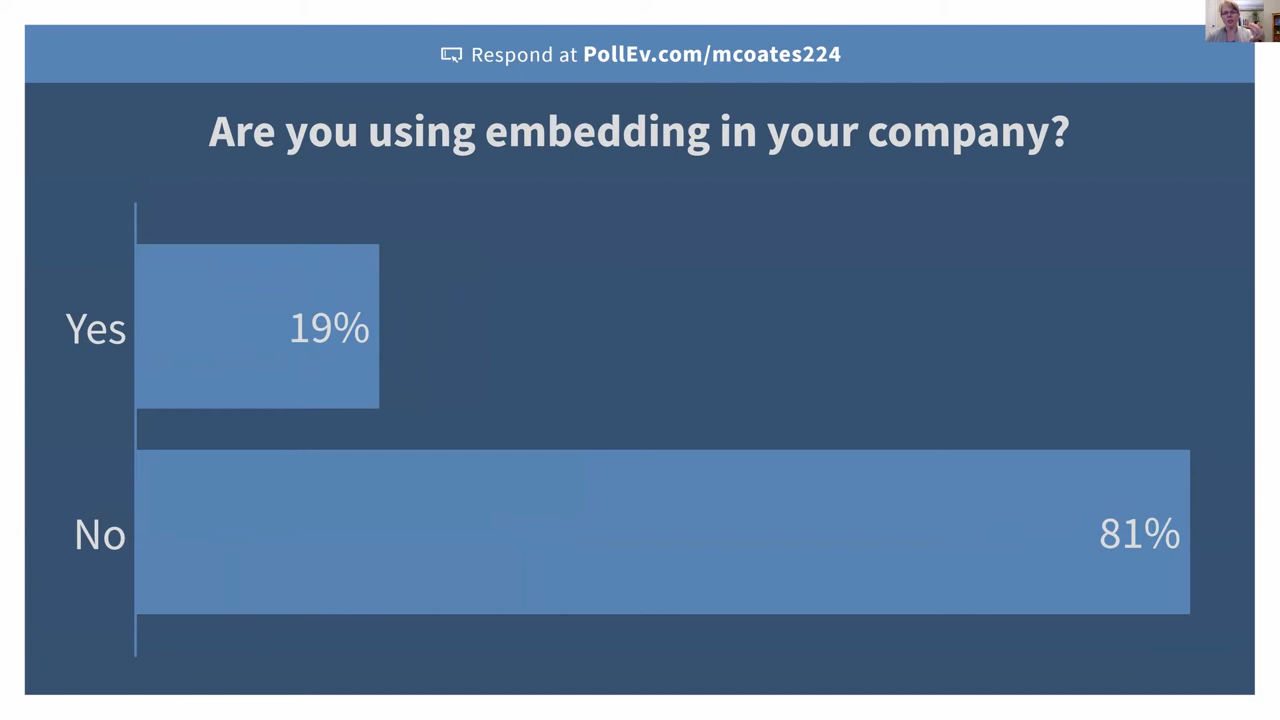 Respond at PollEv.com/mcoates224
Are you using embedding in your company?
Yes
19%
No
81%